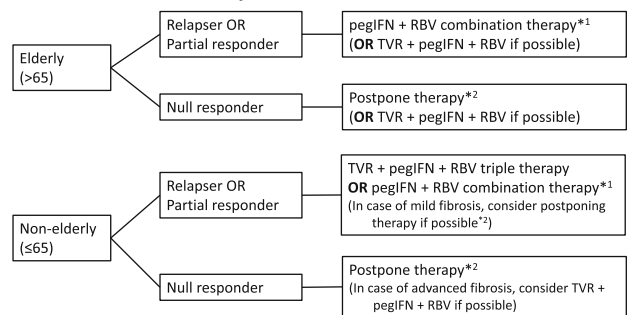 Elderly
(>65)
Relapser OR
Partial responder
pegIFN + RBV combination therapy*1
(OR TVR + pegIFN + RBV if possible)
Null responder
Postpone therapy*2
(OR TVR + pegIFN + RBV if possible)
Non-elderly
(≤65)
Relapser OR
Partial responder
TVR + pegIFN + RBV triple therapy
OR pegIFN + RBV combination therapy*1
(In case of mild fibrosis, consider postponing
therapy if possible*2)
Null responder
Postpone therapy*2
(In case of advanced fibrosis, consider TVR +
pegIFN + RBV if possible)